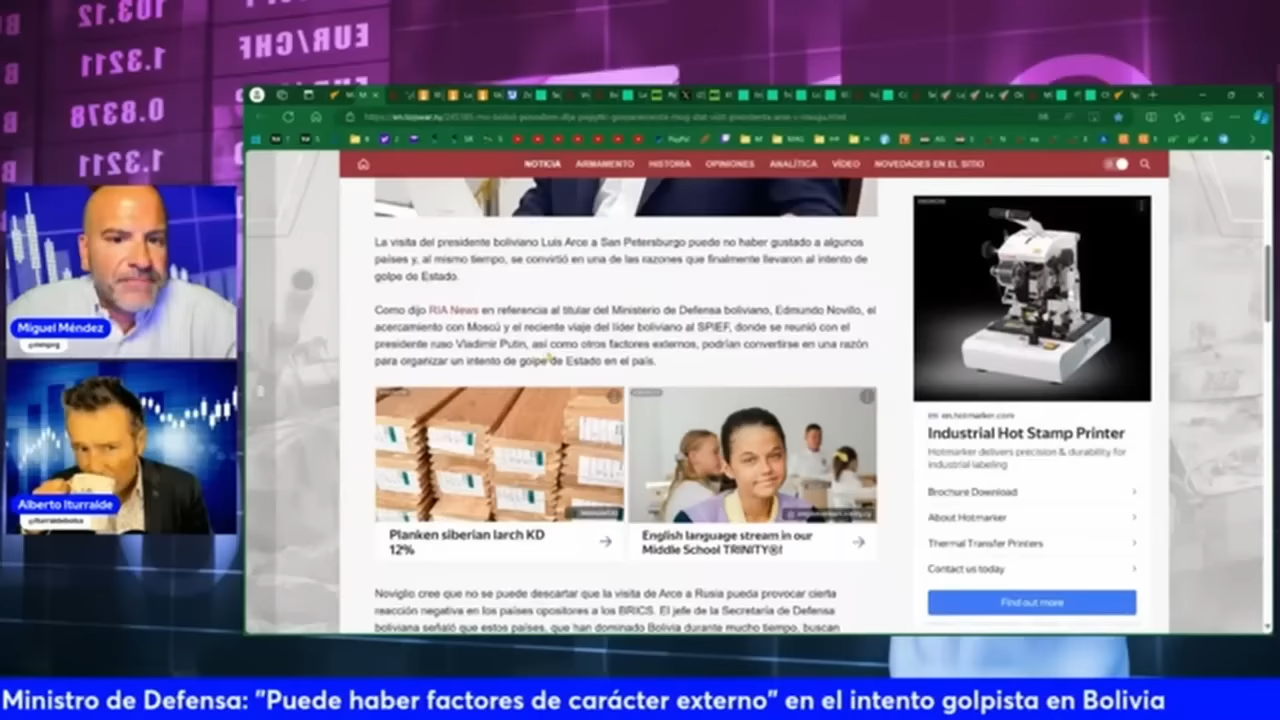 103.12
1.3211
EUR/CHF
0.8378
1.3211
NOTICIA ARMAMENTO HISTORIA OPINIONES ANALÍTICA VÍDEO NOVEDADES EN EL SITIO
La visita del presidente boliviano Luis Arce a San Petersburgo puede no haber gustado a algunos
países y, al mismo tiempo, se convirtió en una de las razones que finalmente llevaron al intento de
golpe de Estado.
Como dijo RIA News en referencia al titular del Ministerio de Defensa boliviano, Edmundo Novillo, el
acercamiento con Moscú y el reciente viaje del líder boliviano al SPIEF, donde se reunió con el
presidente ruso Vladimir Putin, así como otros factores externos, podrían convertirse en una razón
para organizar un intento de golpe de Estado en el país.
Planken siberian larch KD
12%
English language stream in our
Middle School TRINITY®!
Noviglio cree que no se puede descartar que la visita de Arce a Rusia pueda provocar cierta
reacción negativa en los países opositores a los BRICS. El jefe de la Secretaría de Defensa
boliviana señaló que estos países, que han dominado Bolivia durante mucho tiempo, buscan
en.hotmarker.com
Industrial Hot Stamp Printer
Hotmarker delivers precision & durability for
industrial labeling
Brochure Download
About Hotmarker
Thermal Transfer Printers
Contact us today
Find out more
Miguel Méndez
Alberto Iturralde
@iturraldebolsa
Ministro de Defensa: "Puede haber factores de carácter externo" en el intento golpista en Bolivia